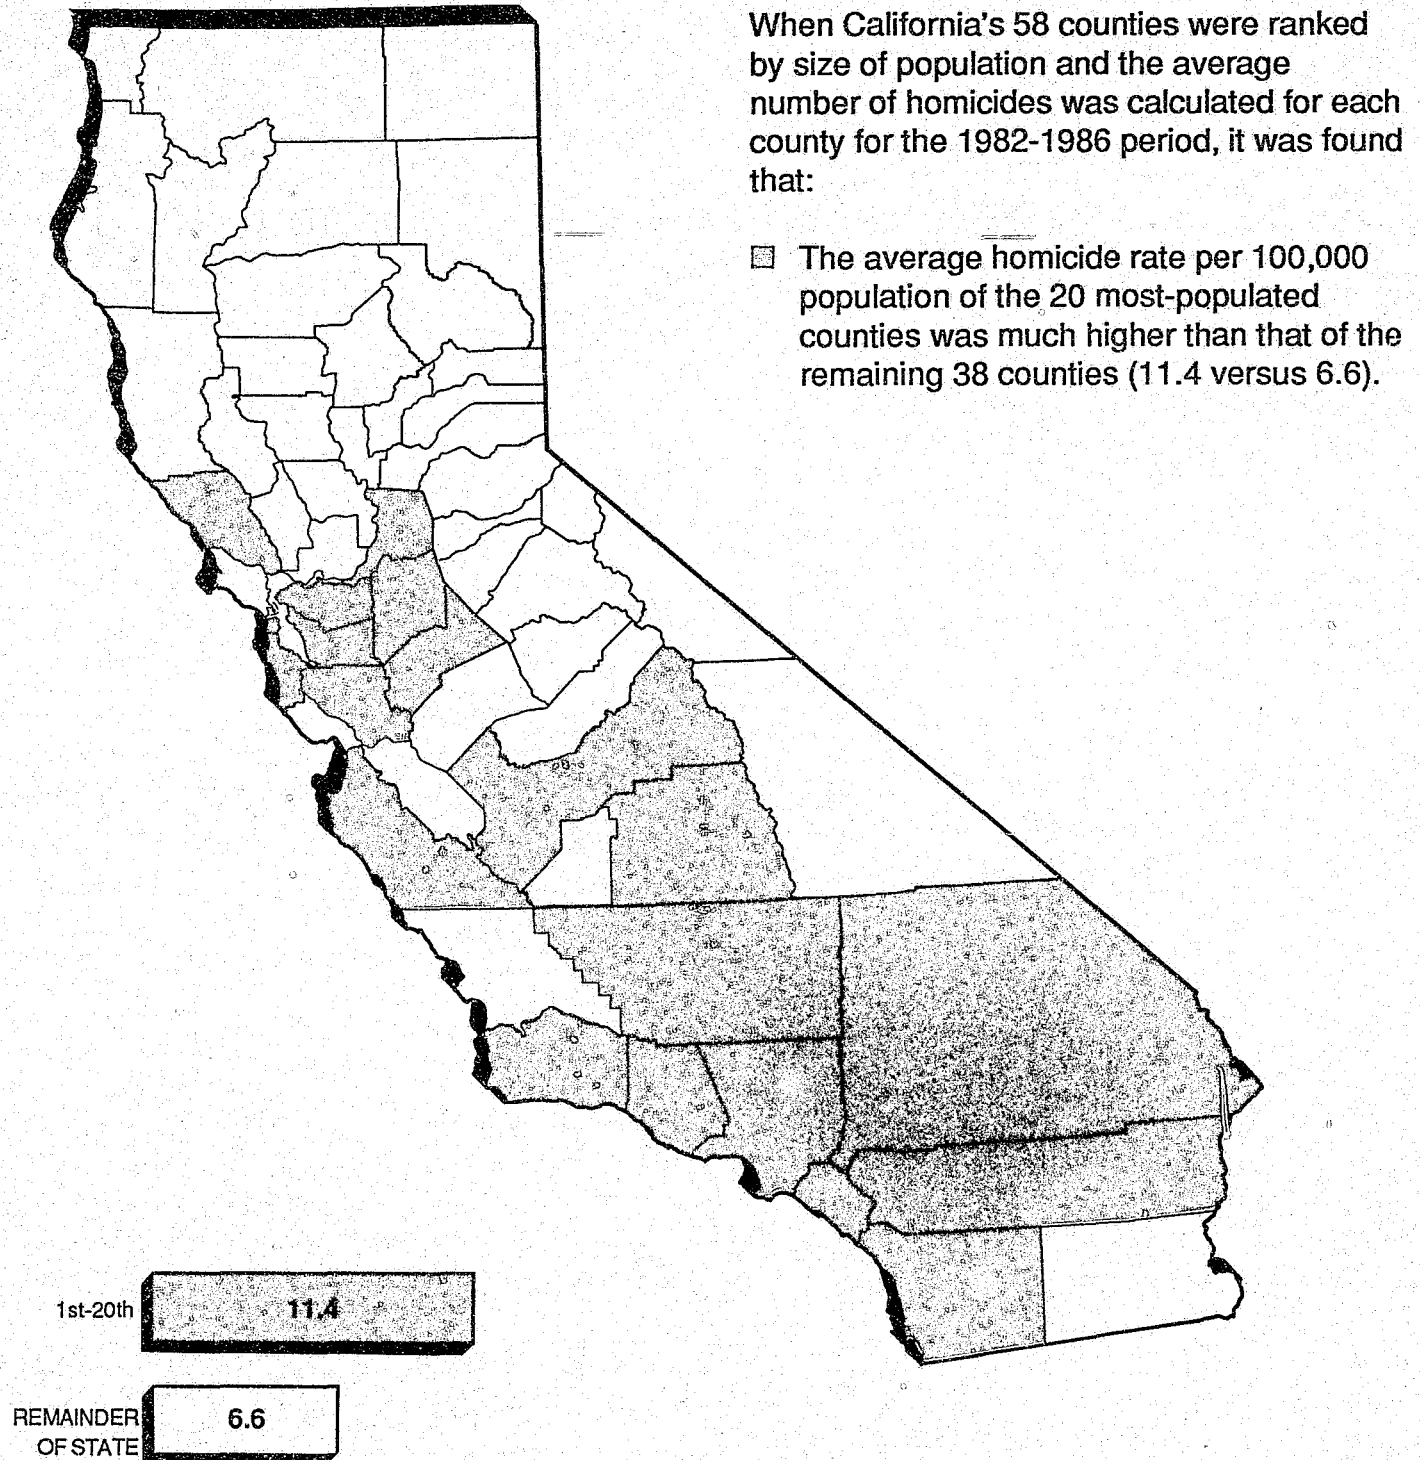 When California's 58 counties were ranked
by size of population and the average
number of homicides was calculated for each
county for the 1982-1986 period, it was found
that:
The average homicide rate per 100,000
population of the 20 most-populated
counties was much higher than that of the
remaining 38 counties (11.4 versus 6.6).
1st-20th
11.4
REMAINDER
OF STATE
6.6